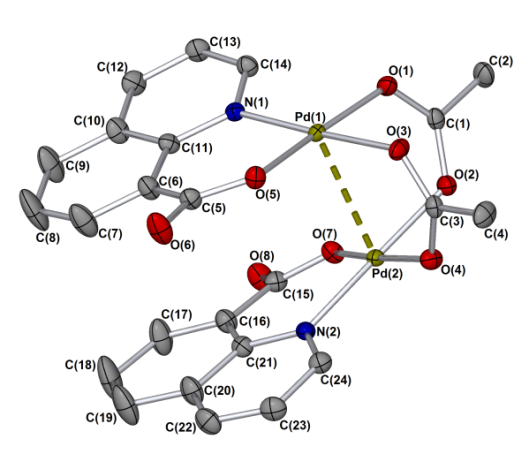 C(13)
C(12)
C(14)
C(2)
O(1)
N(1)
Pd(1)
C(10)
C(1)
O(3)
C(11)
C(9)
O(2)
C(6)
O(5)
C(5)
C(3)
C(4)
C(8)
C(7)
O(6)
O(7)
O(8)
O(4)
Pd(2)
C(15)
C(17)
C(16)
N(2)
C(21)
C(18)
C(24)
C(20)
C(19)
C(22)
C(23)